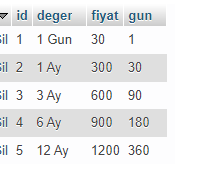 id deger fiyat gun
Sil 1 1 Gun 30 1
Sil 2 1 Ay 300 30
Sil 3 3 Ay 600 90
Sil 4 6 Ay 900 180
Sil 5 12 Ay 1200 360